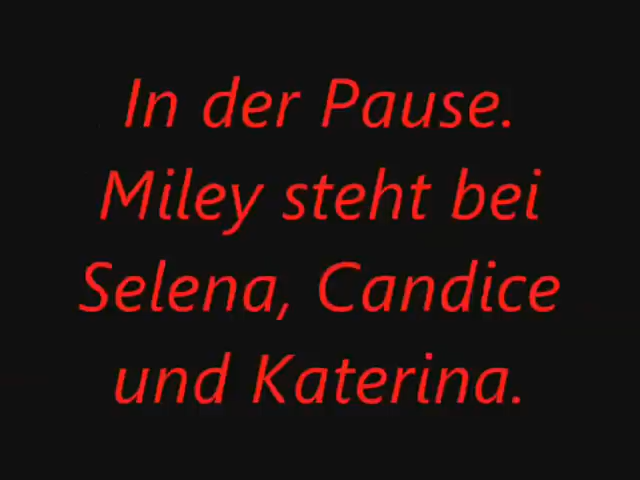 In der Pause.
Miley steht bei
Selena, Candice
und Katerina.